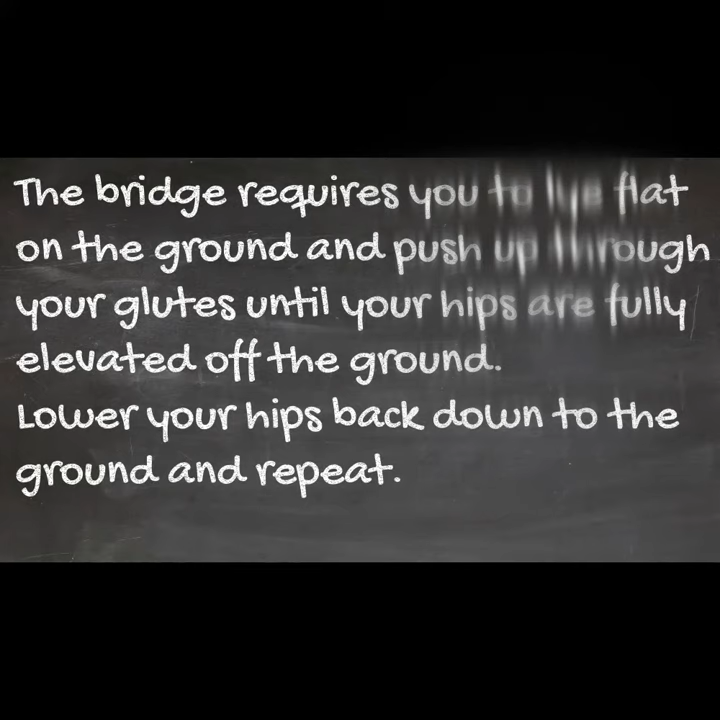 The bridge requires you to lye flat
on the ground and push up through
your glutes until your hips are fully
elevated off the ground.
Lower your hips back down to the
ground and repeat.